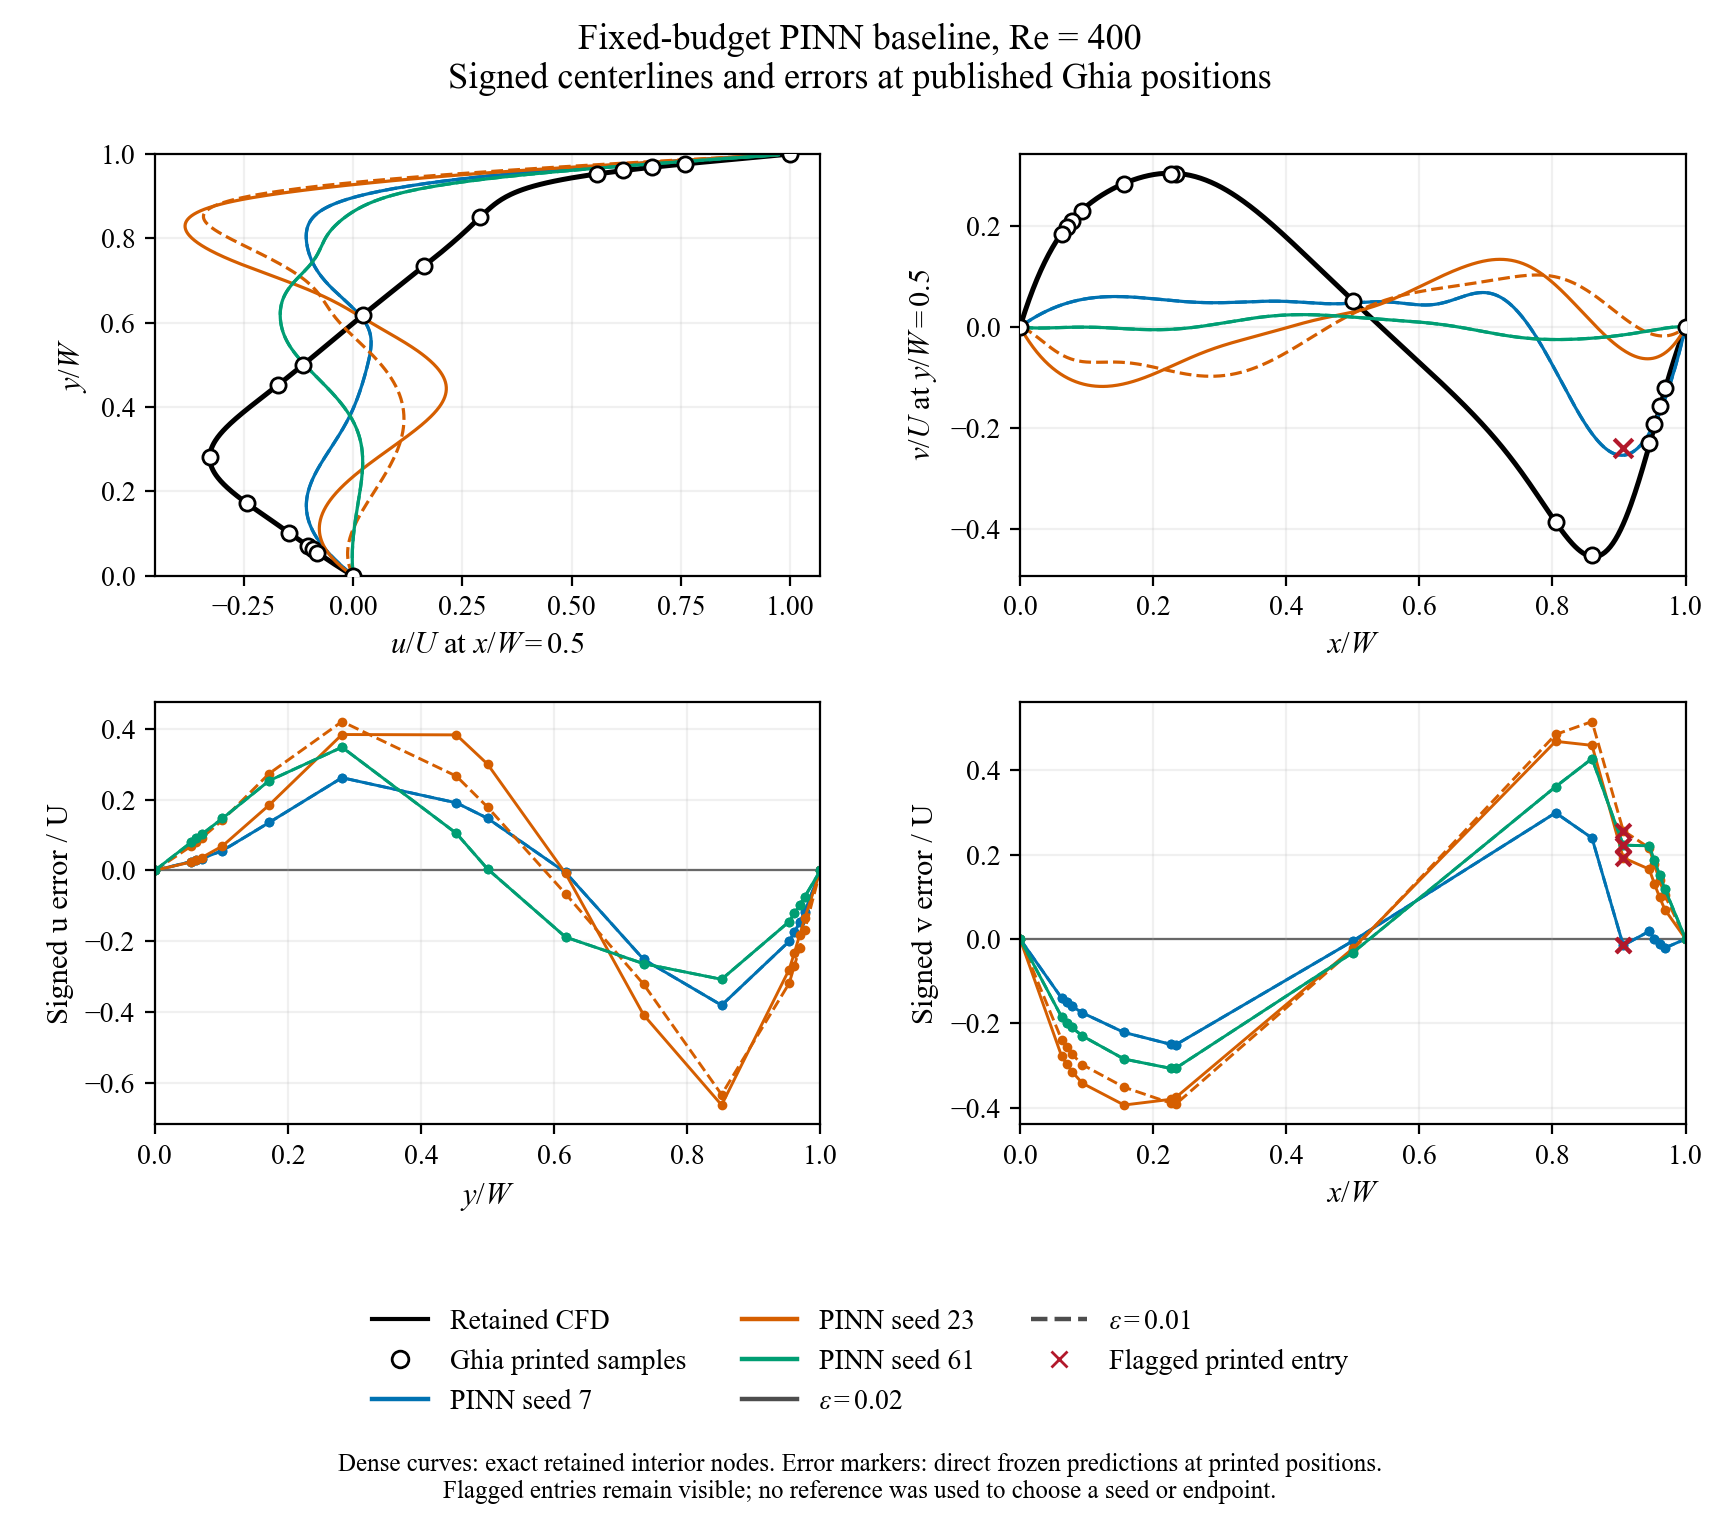 Fixed-budget PINN baseline, Re = 400
Signed centerlines and errors at published Ghia positions
1.0
0.8
0.6
0.4
0.2
0.0
y/W
−0.25
0.00
0.25
0.50
0.75
1.00
u/U at x/W=0.5
0.2
0.0
−0.2
−0.4
v/U at y/W=0.5
0.0
0.2
0.4
0.6
0.8
1.0
x/W
0.4
0.2
0.0
−0.2
−0.4
−0.6
Signed u error / U
0.0
0.2
0.4
0.6
0.8
1.0
y/W
0.4
0.2
0.0
−0.2
−0.4
Signed v error / U
0.0
0.2
0.4
0.6
0.8
1.0
x/W
Retained CFD
Ghia printed samples
PINN seed 7
PINN seed 23
PINN seed 61
ε=0.02
ε=0.01
Flagged printed entry
Dense curves: exact retained interior nodes. Error markers: direct frozen predictions at printed positions.
Flagged entries remain visible; no reference was used to choose a seed or endpoint.